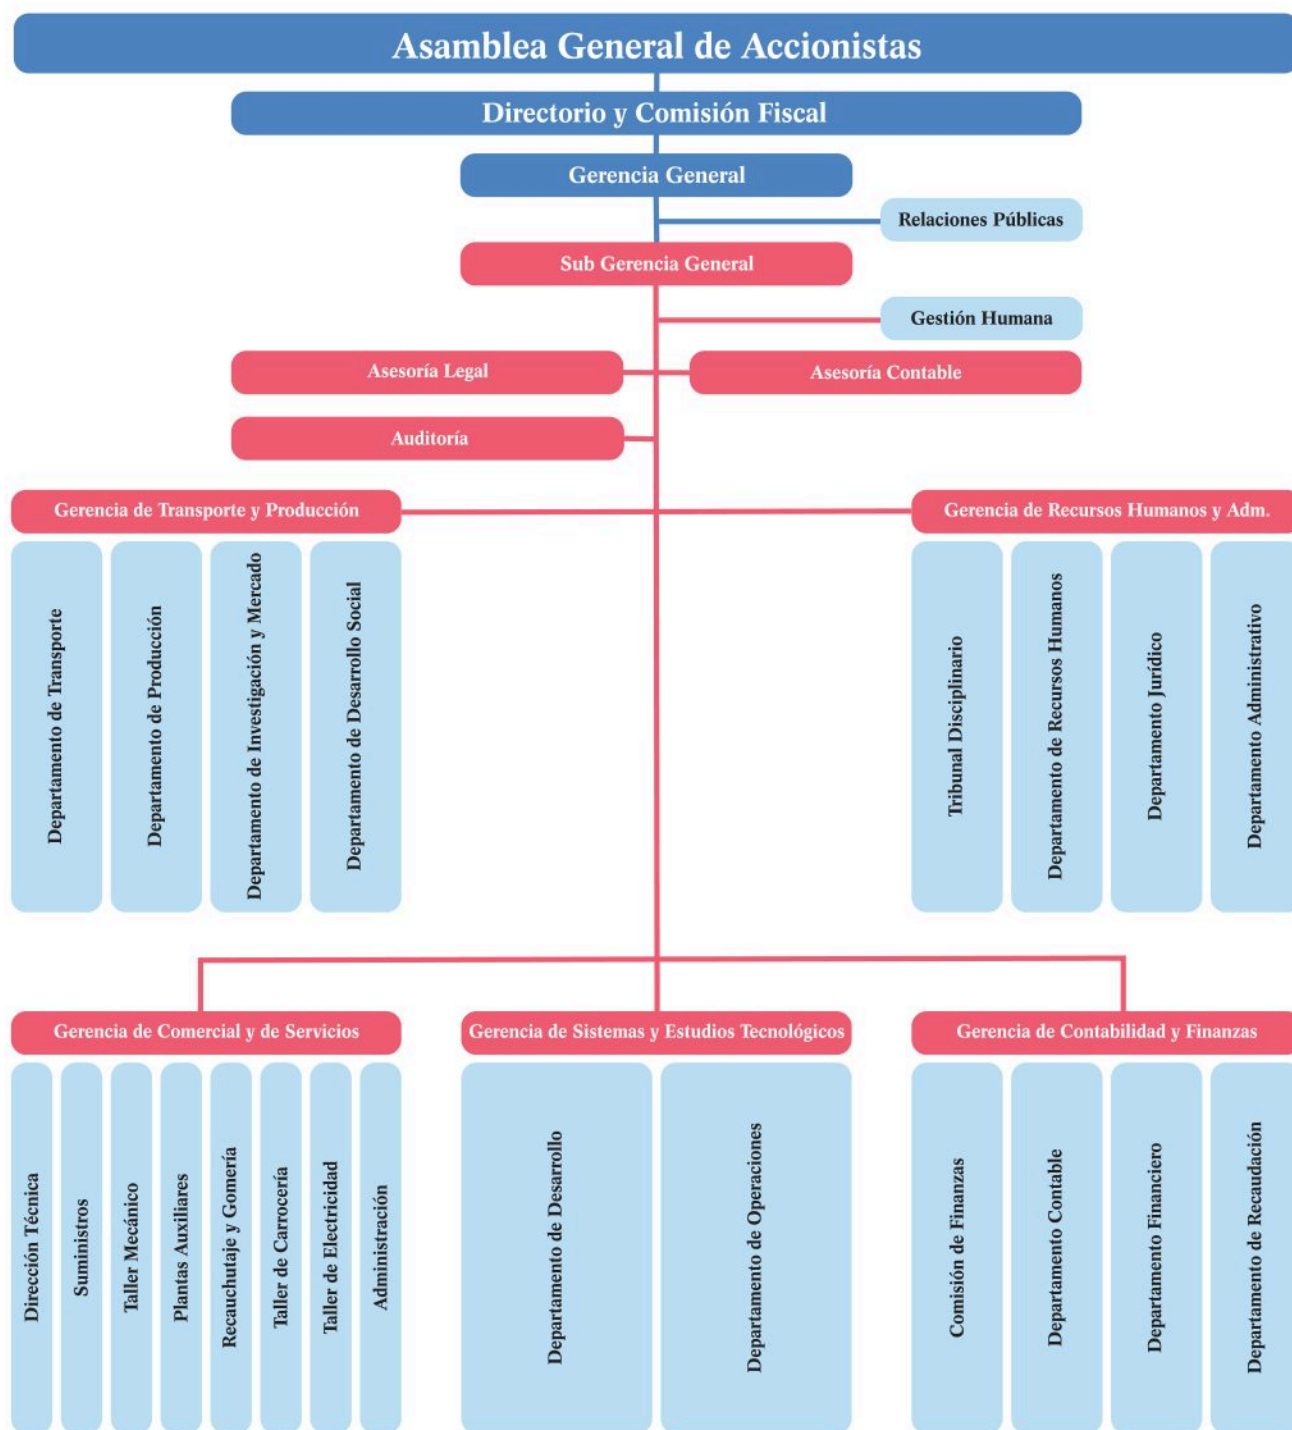 Asamblea General de Accionistas
Directorio y Comisión Fiscal
Gerencia General
Relaciones Públicas
Sub Gerencia General
Gestión Humana
Asesoría Legal
Asesoría Contable
Auditoría
Gerencia de Transporte y Producción
Departamento de Transporte
Departamento de Producción
Departamento de Investigación y Mercado
Departamento de Desarrollo Social
Gerencia de Recursos Humanos y Adm.
Tribunal Disciplinario
Departamento de Recursos Humanos
Departamento Jurídico
Departamento Administrativo
Gerencia de Comercial y de Servicios
Dirección Técnica
Suministros
Taller Mecánico
Plantas Auxiliares
Recauchutaje y Gomería
Taller de Carrocería
Taller de Electricidad
Administración
Gerencia de Sistemas y Estudios Tecnológicos
Departamento de Desarrollo
Departamento de Operaciones
Gerencia de Contabilidad y Finanzas
Comisión de Finanzas
Departamento Contable
Departamento Financiero
Departamento de Recaudación